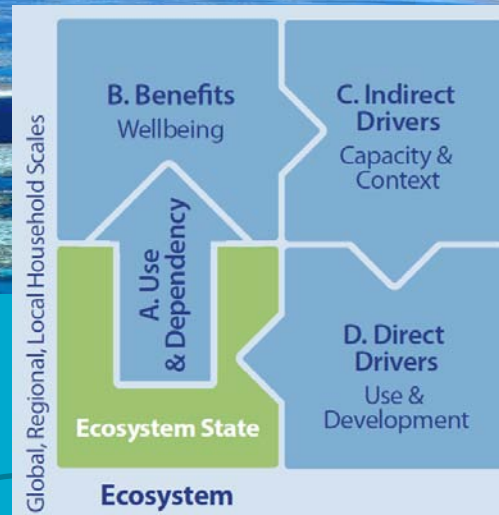 B. Benefits
Wellbeing
C. Indirect
Drivers
Capacity &
Context
A. Use
& Dependency
D. Direct
Drivers
Use &
Development
Ecosystem State
Ecosystem
Global, Regional, Local Household Scales